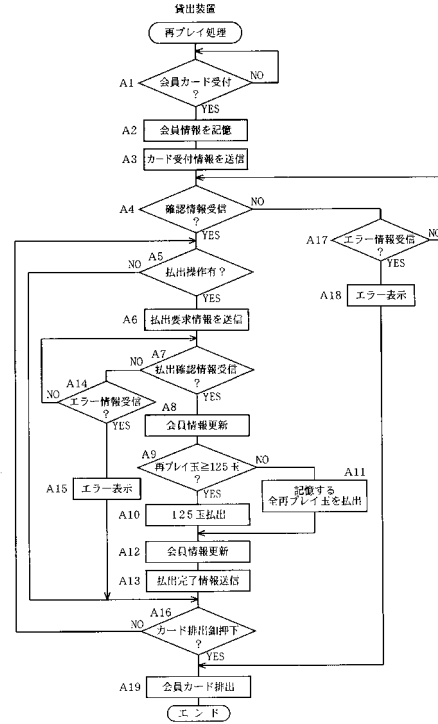 貸出装置
再プレイ処理
A1
会員カード受付
?
NO
YES
A2
会員情報を記憶
A3
カード受付情報を送信
A4
確認情報受信
?
NO
YES
A17
エラー情報受信
?
NO
YES
A18
エラー表示
A5
払出操作有?
NO
YES
A6
払出要求情報を送信
A7
払出確認情報受信
?
NO
YES
A14
エラー情報受信
?
NO
YES
A15
エラー表示
A8
会員情報更新
A9
再プレイ玉≧125玉
?
NO
YES
A10
125玉払出
A11
記憶する
全再プレイ玉を払出
A12
会員情報更新
A13
払出完了情報送信
A16
カード排出釦押下
?
NO
YES
A19
会員カード排出
エンド